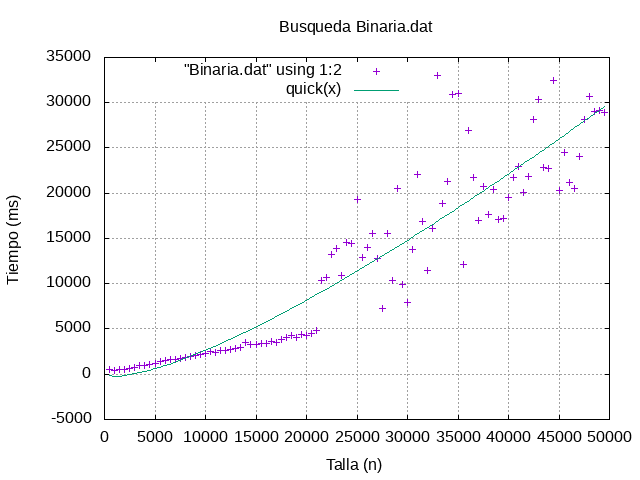 Busqueda Binaria.dat
"Binaria.dat" using 1:2
quick(x)
35000
30000
25000
20000
15000
10000
5000
0
-5000
Tiempo (ms)
0 5000 10000 15000 20000 25000 30000 35000 40000 45000 50000
Talla (n)